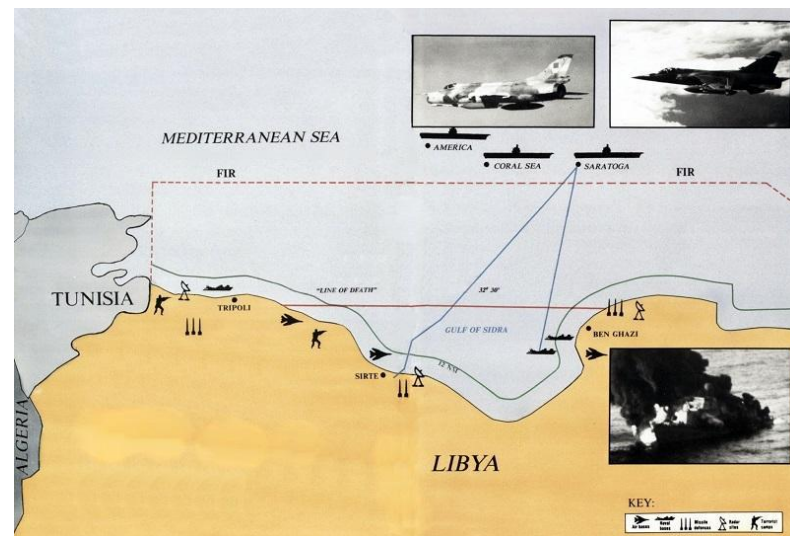 MEDITERRANEAN SEA
AMERICA
CORAL SEA
SARATOGA
FIR
FIR
TUNISIA
"LINE OF DEATH"
32° 30'
TRIPOLI
GULF OF SIDRA
BEN GHAZI
SIRTE
12 NM
ALGERIA
LIBYA
KEY:
Air bases
Naval bases
Missile defenses
Radar sites
Terrorist camps